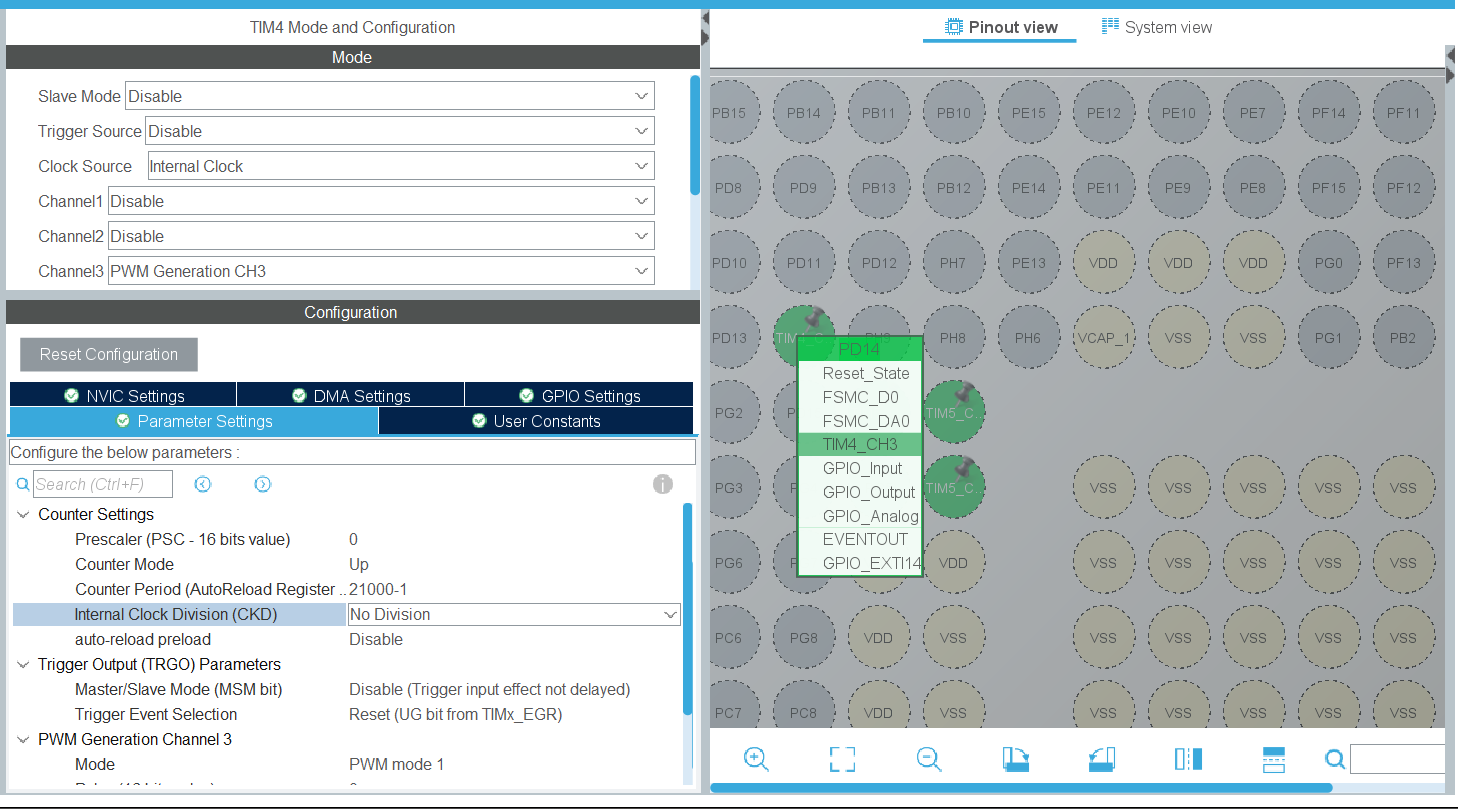 TIM4 Mode and Configuration
Mode
Slave Mode Disable
Trigger Source Disable
Clock Source Internal Clock
Channel1 Disable
Channel2 Disable
Channel3 PWM Generation CH3
Configuration
Reset Configuration
NVIC Settings DMA Settings GPIO Settings
Parameter Settings User Constants
Configure the below parameters :
Search (Ctrl+F)
Counter Settings
Prescaler (PSC - 16 bits value) 0
Counter Mode Up
Counter Period (AutoReload Register ... 21000-1
Internal Clock Division (CKD) No Division
auto-reload preload Disable
Trigger Output (TRGO) Parameters
Master/Slave Mode (MSM bit) Disable (Trigger input effect not delayed)
Trigger Event Selection Reset (UG bit from TIMx_EGR)
PWM Generation Channel 3
Mode PWM mode 1
Pinout view System view
PB15 PB14 PB11 PB10 PE15 PE12 PE10 PE7 PF14 PF11
PD8 PD9 PB13 PB12 PE14 PE11 PE9 PE8 PF15 PF12
PD10 PD11 PD12 PH7 PE13 VDD VDD VDD PG0 PF13
PD13 PH8 PH6 VCAP_1 VSS VSS PG1 PB2
PG2 TIM5_C...
PG3 TIM5_C... VSS VSS VSS VSS VSS
PG6 VDD VSS VSS VSS VSS VSS
PC6 PG8 VDD VSS VSS VSS VSS VSS VSS
PC7 PC8 VDD VSS VSS VSS VSS VSS VSS
PD14
Reset_State
FSMC_D0
FSMC_DA0
TIM4_CH3
GPIO_Input
GPIO_Output
GPIO_Analog
EVENTOUT
GPIO_EXTI14